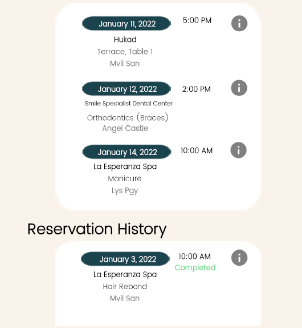 January 11, 2022 5:00 PM
Hukad
Terrace, Table 1
Mvil San
January 12, 2022 2:00 PM
Smile Specialist Dental Center
Orthodontics (Braces)
Angel Castle
January 14, 2022 10:00 AM
La Esperanza Spa
Manicure
Lys Pgy
Reservation History
January 3, 2022 10:00 AM
Completed
La Esperanza Spa
Hair Rebond
Mvil San